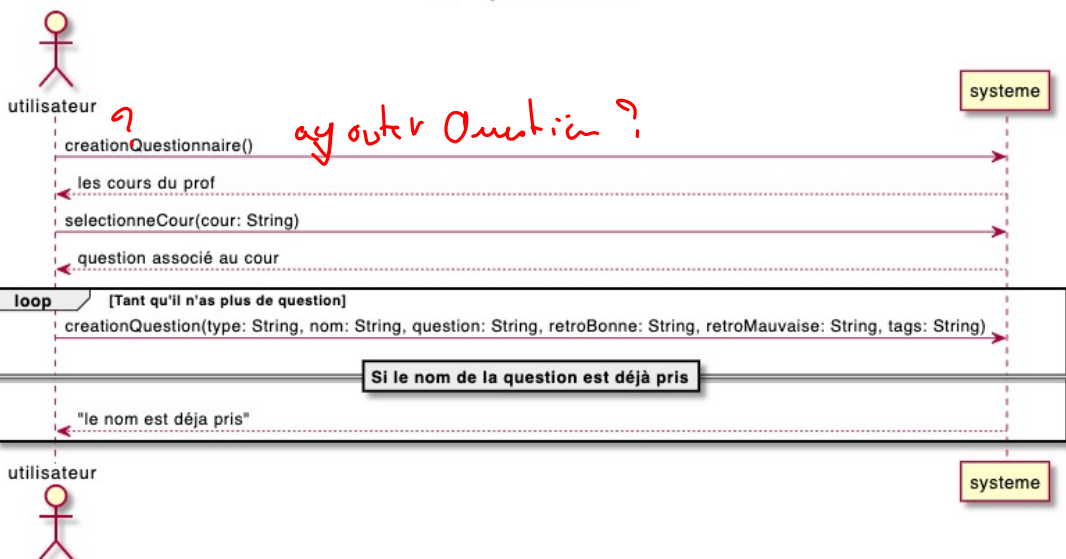 utilisateur
systeme
?
ajouter Question ?
creationQuestionnaire()
les cours du prof
selectionneCour(cour: String)
question associé au cour
loop [Tant qu'il n'as plus de question]
creationQuestion(type: String, nom: String, question: String, retroBonne: String, retroMauvaise: String, tags: String)
Si le nom de la question est déjà pris
"le nom est déja pris"
utilisateur
systeme